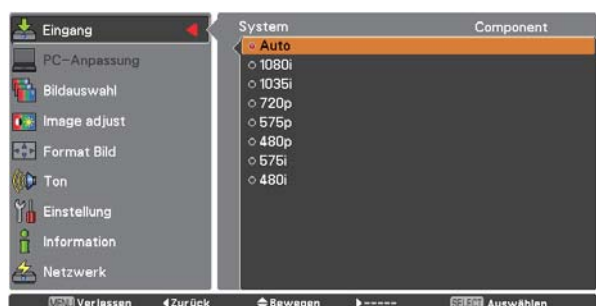 Eingang
PC-Anpassung
Bildauswahl
Image adjust
Format Bild
Ton
Einstellung
Information
Netzwerk
System Component
Auto
1080i
1035i
720p
575p
480p
575i
480i
MENU Verlassen Zurück Bewegen ----- SELECT Auswählen